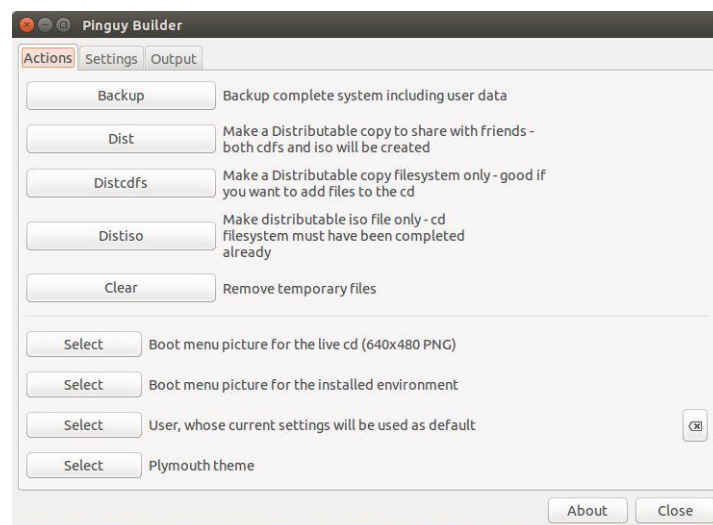 Pinguy Builder
Actions Settings Output
Backup Backup complete system including user data
Dist Make a Distributable copy to share with friends -
both cdfs and iso will be created
Distcdfs Make a Distributable copy filesystem only - good if
you want to add files to the cd
Distiso Make distributable iso file only - cd
filesystem must have been completed
already
Clear Remove temporary files
Select Boot menu picture for the live cd (640x480 PNG)
Select Boot menu picture for the installed environment
Select User, whose current settings will be used as default
Select Plymouth theme
About Close